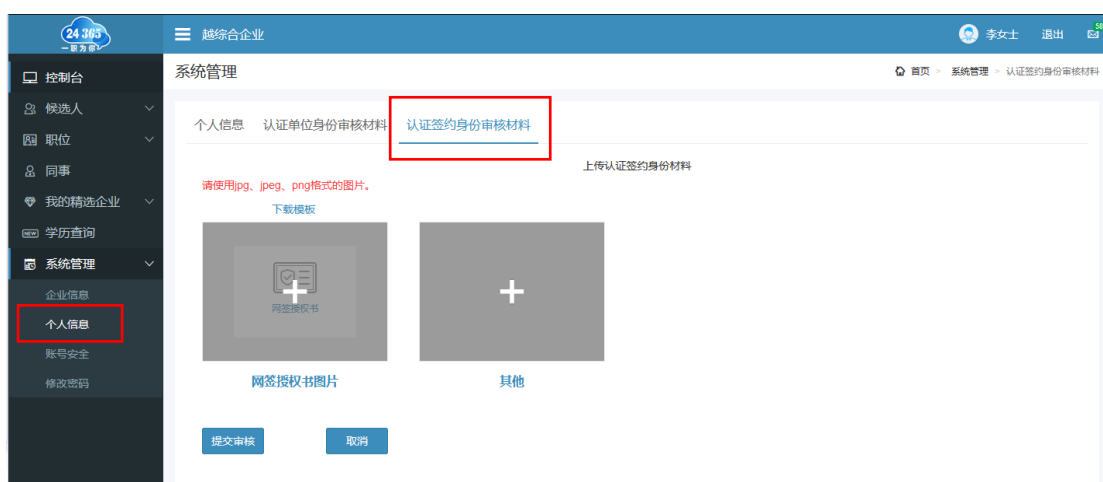 24 365
一职为你
越综合企业
李女士
退出
控制台
系统管理
首页 > 系统管理 > 认证签约身份审核材料
候选人
职位
同事
我的精选企业
NEW 学历查询
系统管理
企业信息
个人信息
账号安全
修改密码
个人信息 认证单位身份审核材料 认证签约身份审核材料
上传认证签约身份材料
请使用jpg、jpeg、png格式的图片。
下载模板
网签授权书
网签授权书图片
其他
提交审核
取消